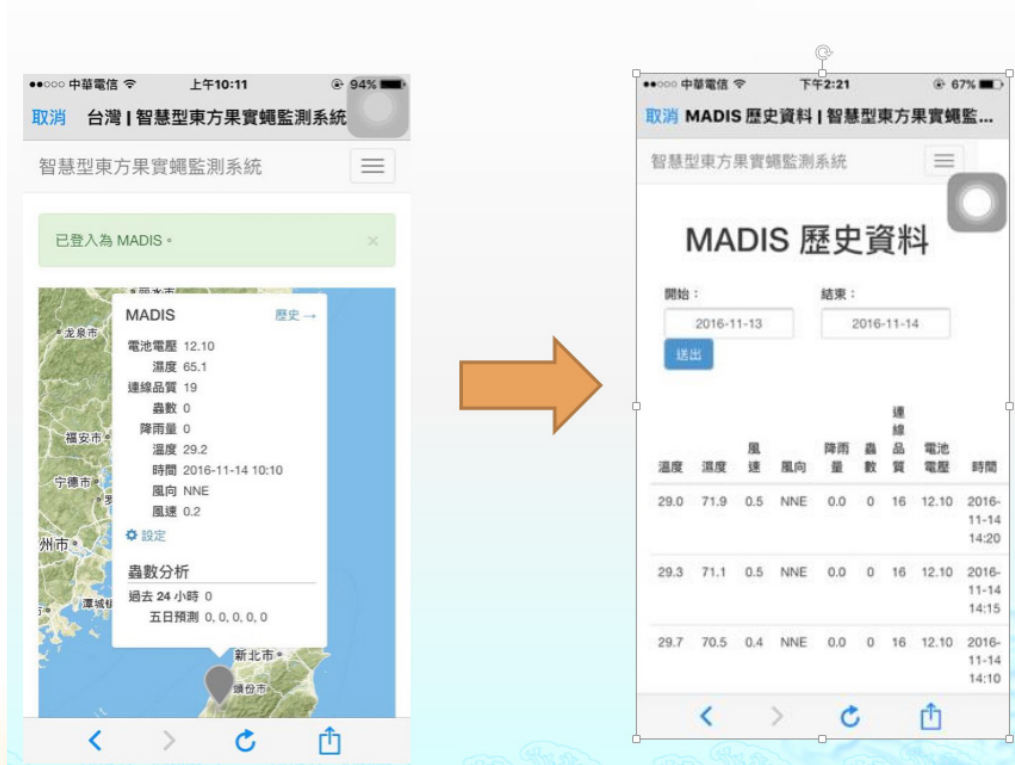 中華電信 上午10:11 94%
取消 台灣 | 智慧型東方果實蠅監測系統
智慧型東方果實蠅監測系統
已登入為 MADIS。 ×
龙泉市
福安市
宁德市
州市
新北市
頭份市
MADIS 歷史→
電池電壓 12.10
濕度 65.1
連線品質 19
蟲數 0
降雨量 0
溫度 29.2
時間 2016-11-14 10:10
風向 NNE
風速 0.2
設定
蟲數分析
過去 24 小時 0
五日預測 0, 0, 0, 0, 0
中華電信 下午2:21 67%
取消 MADIS 歷史資料 | 智慧型東方果實蠅監...
智慧型東方果實蠅監測系統
MADIS 歷史資料
開始： 結束：
2016-11-13 2016-11-14
送出
溫度 濕度 風速 風向 降雨量 蟲數 連線品質 電池電壓 時間
29.0 71.9 0.5 NNE 0.0 0 16 12.10 2016-
11-14
14:20
29.3 71.1 0.5 NNE 0.0 0 16 12.10 2016-
11-14
14:15
29.7 70.5 0.4 NNE 0.0 0 16 12.10 2016-
11-14
14:10